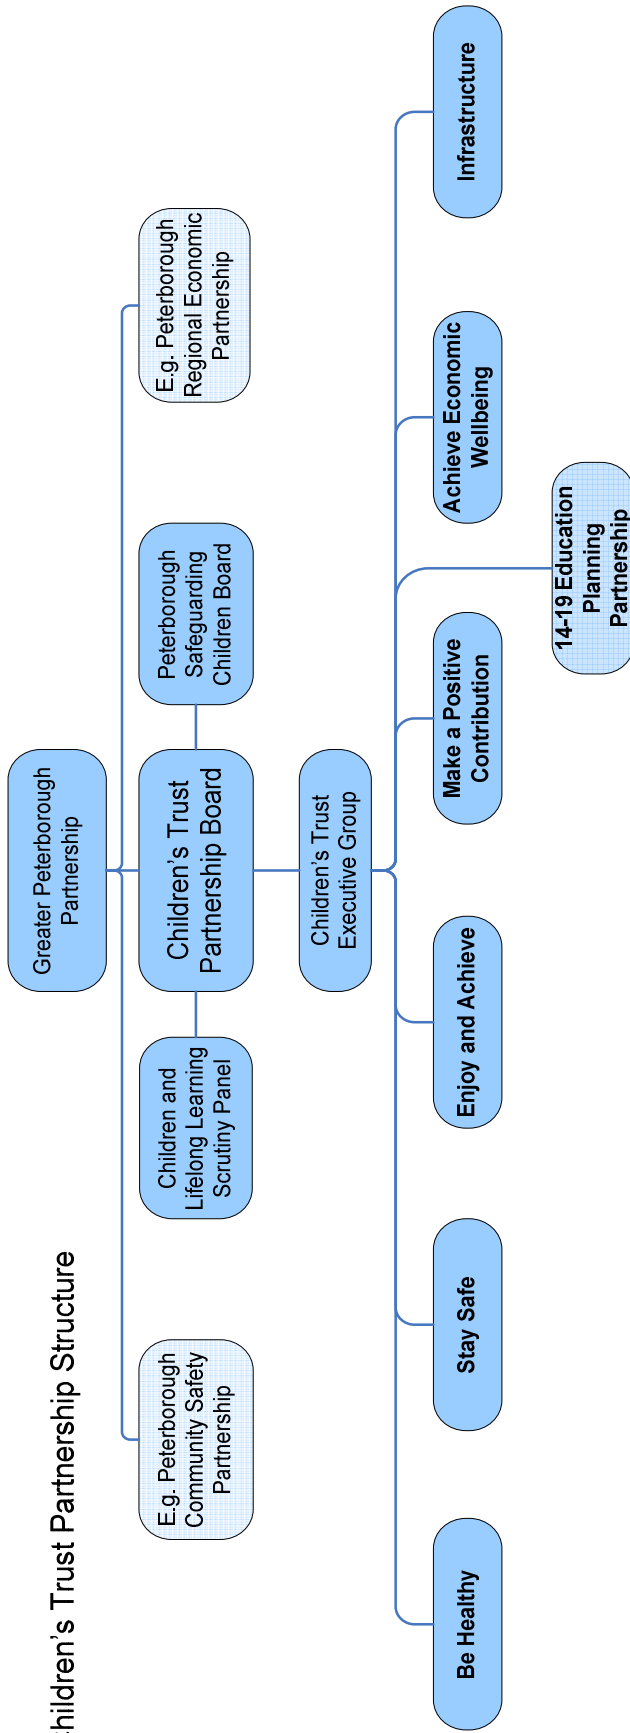 hildren's Trust Partnership Structure
Greater Peterborough
Partnership
E.g. Peterborough
Community Safety
Partnership
Children and
Lifelong Learning
Scrutiny Panel
Children's Trust
Partnership Board
Peterborough
Safeguarding
Children Board
E.g. Peterborough
Regional Economic
Partnership
Children's Trust
Executive Group
Be Healthy
Stay Safe
Enjoy and Achieve
Make a Positive
Contribution
Achieve Economic
Wellbeing
Infrastructure
14-19 Education
Planning
Partnership